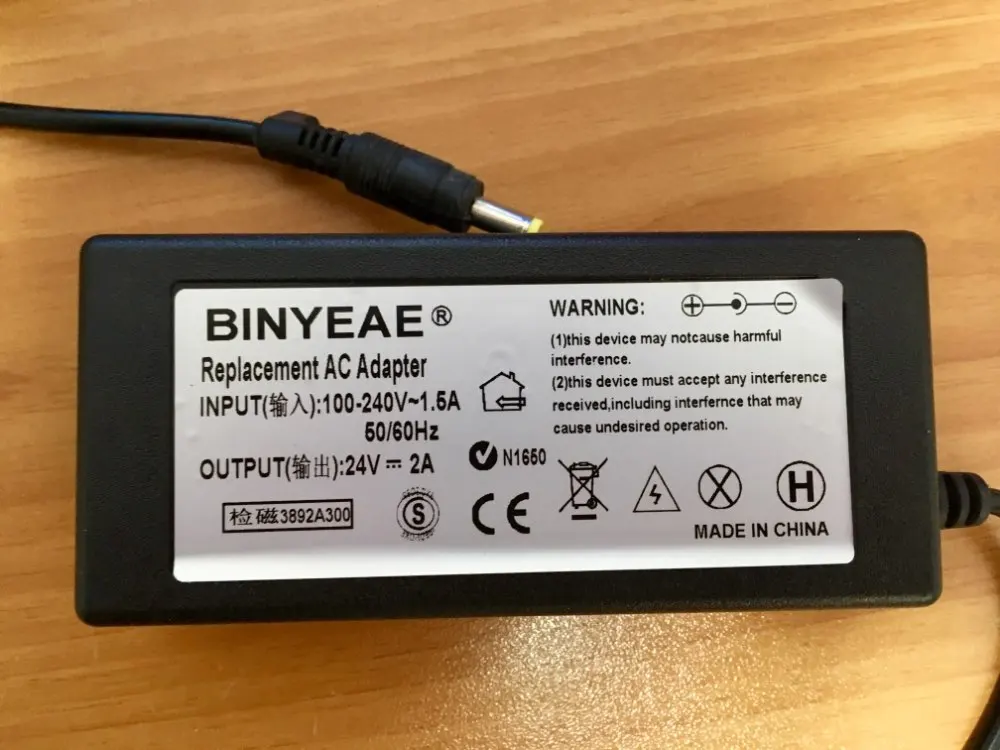 BINYEAE®
Replacement AC Adapter
INPUT(输入):100-240V~1.5A
50/60Hz
OUTPUT(输出):24V ⎓ 2A
检磁3892A300
S
N1650
CE
WARNING:
(1)this device may notcause harmful
interference.
(2)this device must accept any interference
received,including interfernce that may
cause undesired operation.
H
MADE IN CHINA